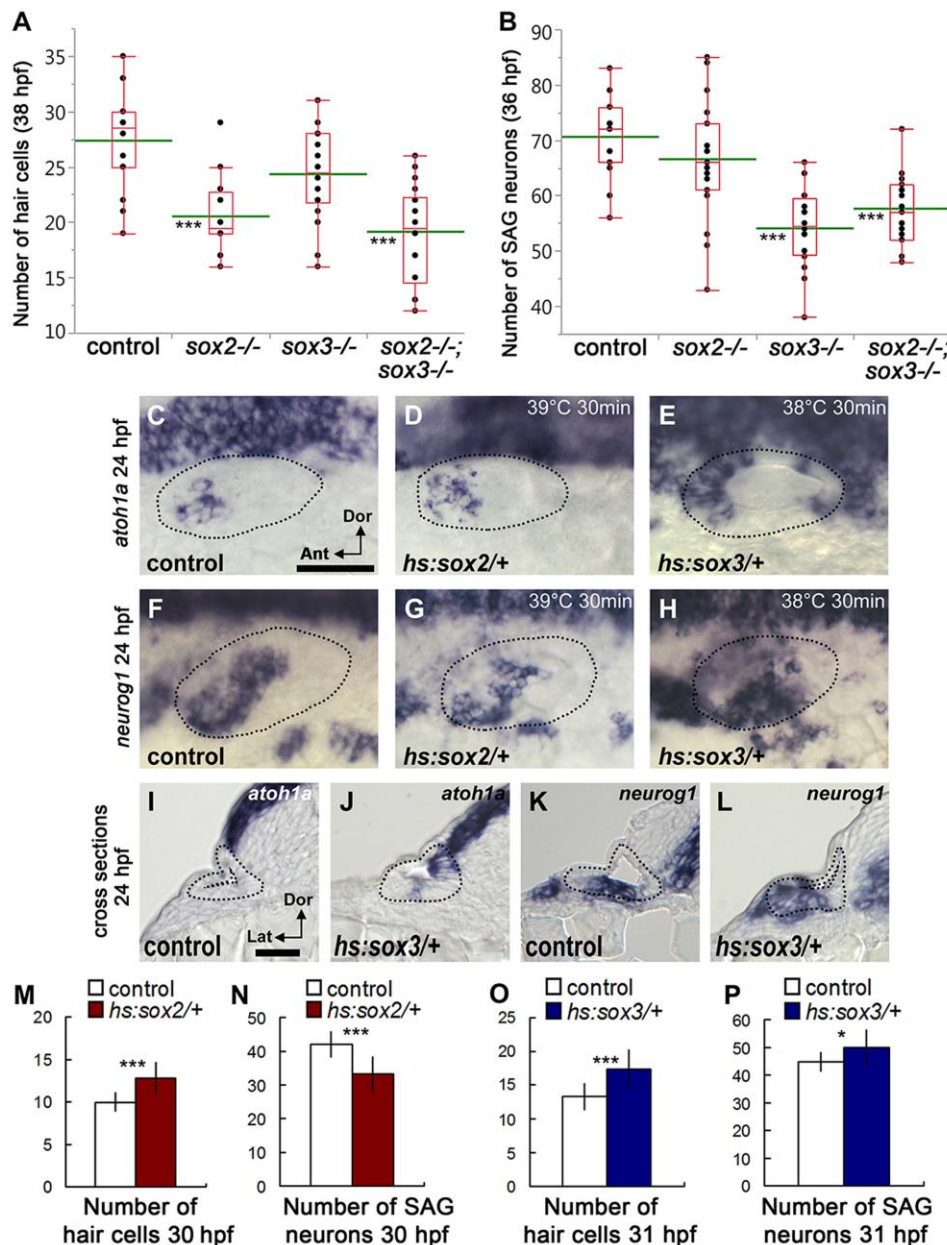 A
Number of hair cells (38 hpf)
35
30
25
20
15
10
***
***
control
sox2-/-
sox3-/-
sox2-/-;
sox3-/-
B
Number of SAG neurons (36 hpf)
90
80
70
60
50
40
***
***
control
sox2-/-
sox3-/-
sox2-/-;
sox3-/-
atoh1a 24 hpf
C
Dor
Ant
control
D
39°C 30min
hs:sox2/+
E
38°C 30min
hs:sox3/+
neurog1 24 hpf
F
control
G
39°C 30min
hs:sox2/+
H
38°C 30min
hs:sox3/+
cross sections
24 hpf
I
atoh1a
Dor
Lat
control
J
atoh1a
hs:sox3/+
K
neurog1
control
L
neurog1
hs:sox3/+
M
control
hs:sox2/+
20
15
10
5
0
***
Number of
hair cells 30 hpf
N
control
hs:sox2/+
50
40
30
20
10
0
***
Number of SAG
neurons 30 hpf
O
control
hs:sox3/+
25
20
15
10
5
0
***
Number of
hair cells 31 hpf
P
control
hs:sox3/+
60
50
40
30
20
10
0
*
Number of SAG
neurons 31 hpf